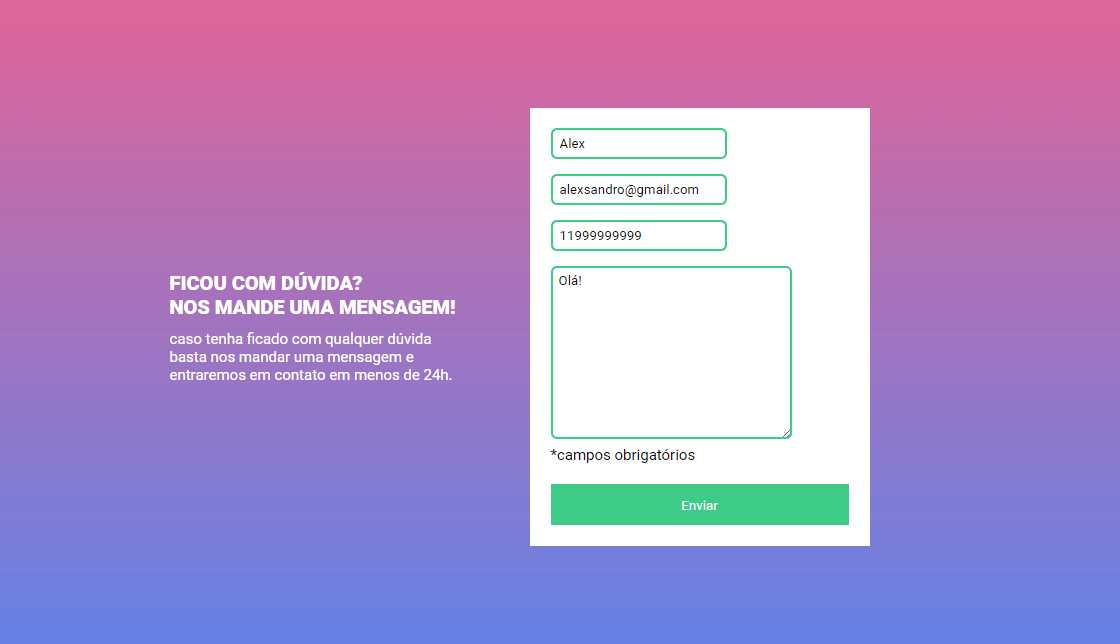 FICOU COM DÚVIDA?
NOS MANDE UMA MENSAGEM!
caso tenha ficado com qualquer dúvida
basta nos mandar uma mensagem e
entraremos em contato em menos de 24h.
Alex
alexsandro@gmail.com
11999999999
Olá!
*campos obrigatórios
Enviar